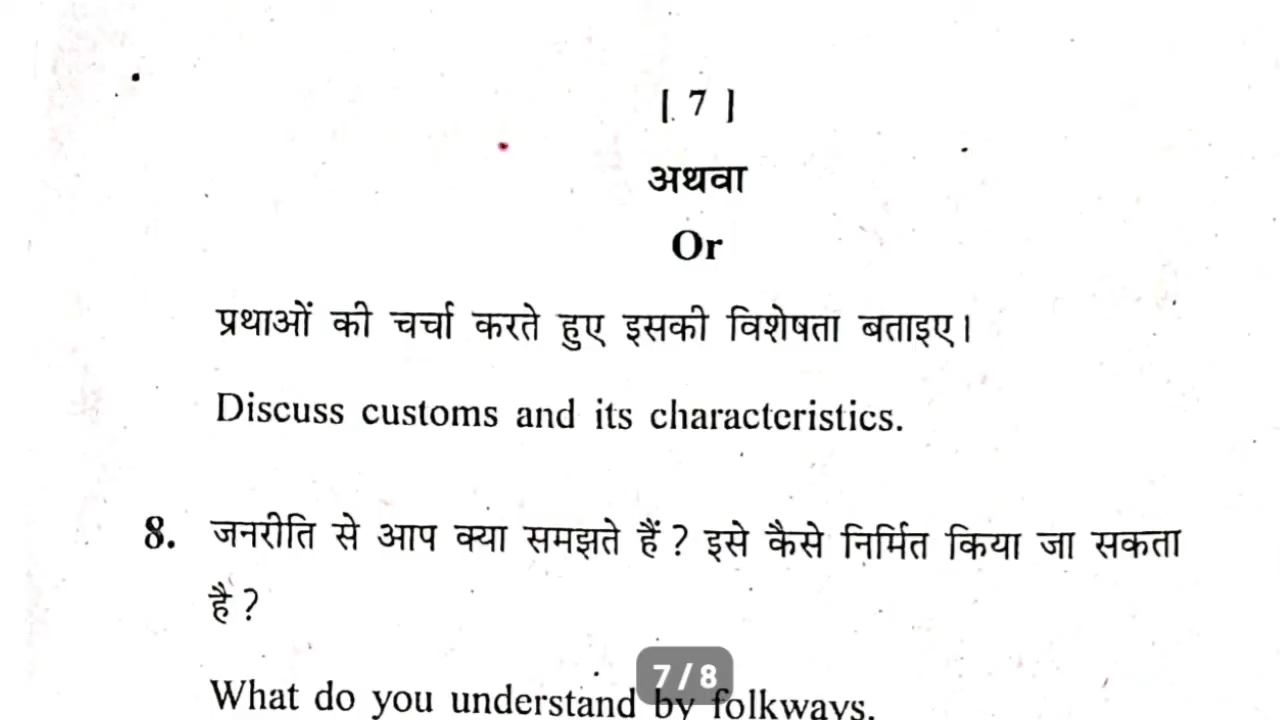 [ 7 ]
अथवा
Or
प्रथाओं की चर्चा करते हुए इसकी विशेषता बताइए।
Discuss customs and its characteristics.
8. जनरीति से आप क्या समझते हैं ? इसे कैसे निर्मित किया जा सकता
है ?
7 / 8
What do you understand by folkways.